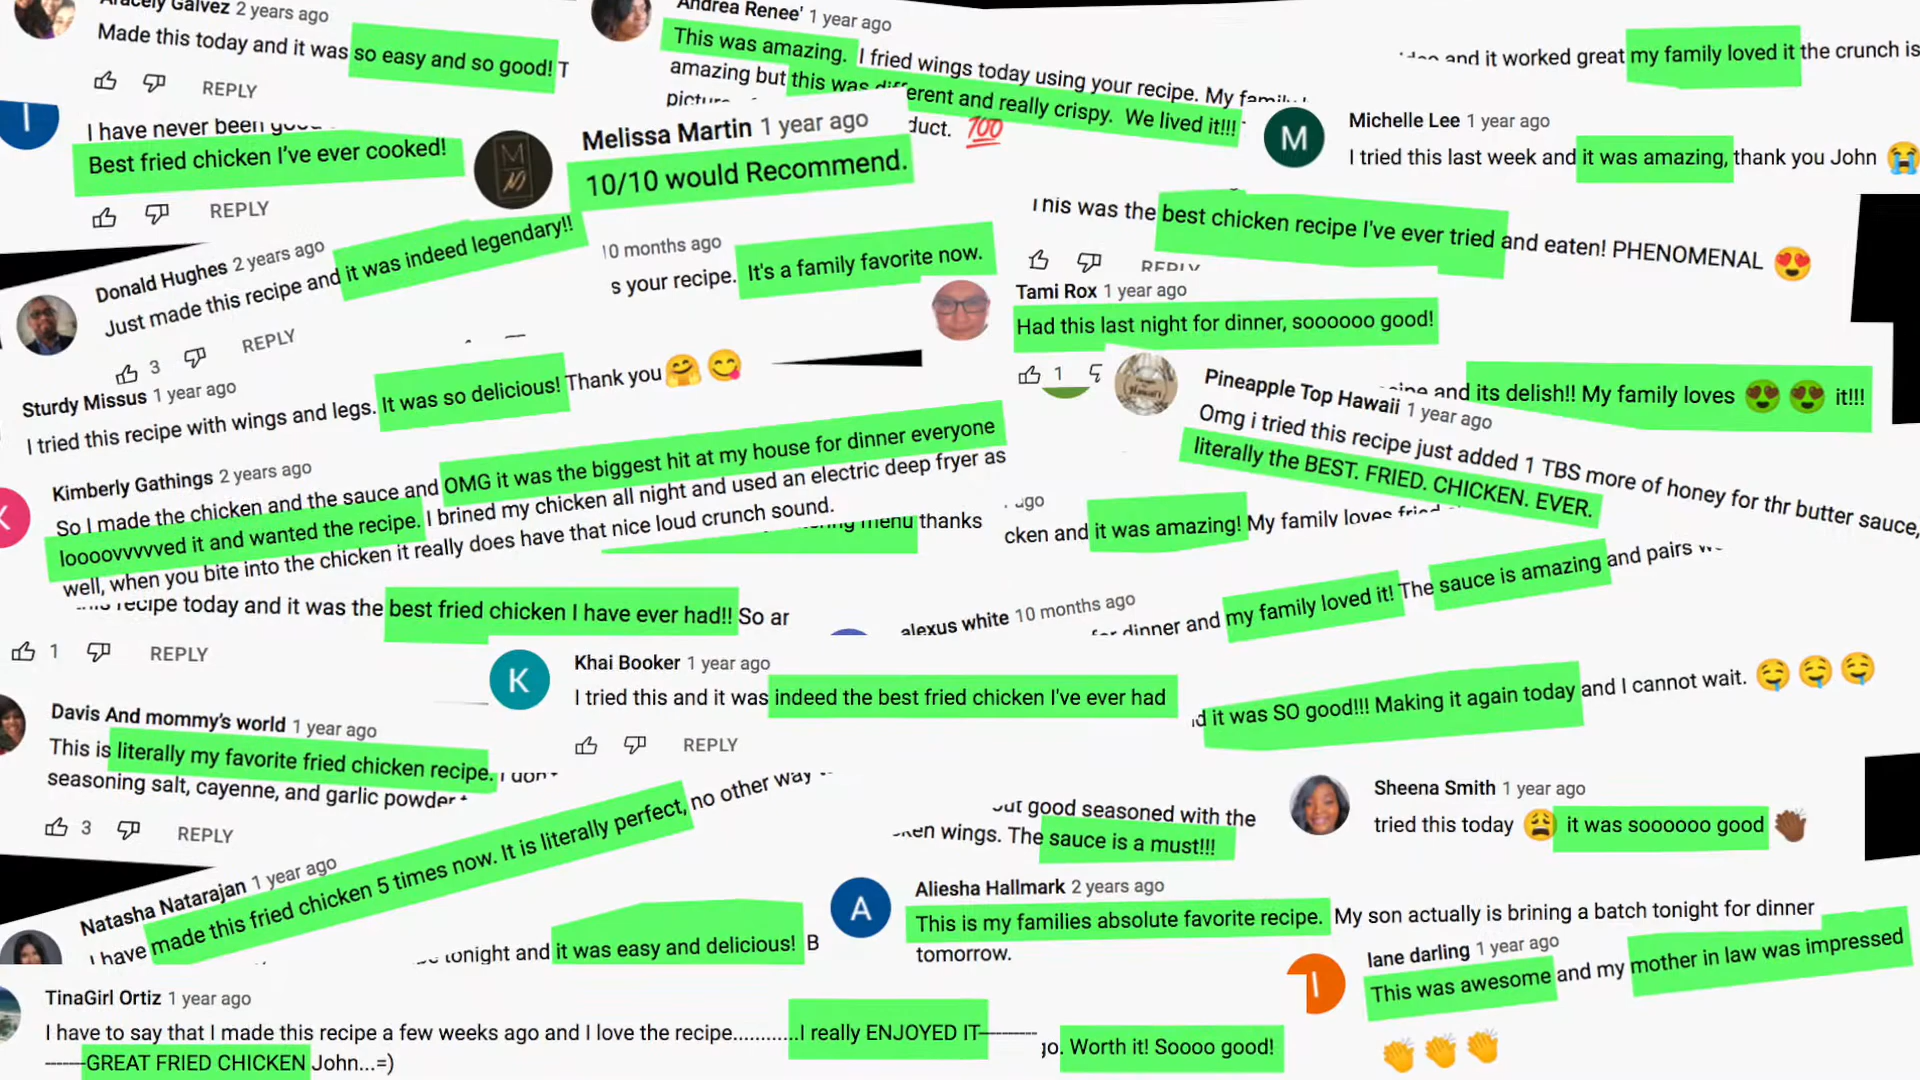 Aracely Galvez 2 years ago
Made this today and it was so easy and so good! T
REPLY
I have never been
Best fried chicken I’ve ever cooked!
REPLY
Andrea Renee' 1 year ago
This was amazing. I fried wings today using your recipe. My family
amazing but this was different and really crispy. We lived it!!!
duct. 💯
Melissa Martin 1 year ago
10/10 would Recommend.
and it worked great my family loved it the crunch is
M
Michelle Lee 1 year ago
I tried this last week and it was amazing, thank you John 😭
This was the best chicken recipe I've ever tried and eaten! PHENOMENAL 😍
REPLY
Donald Hughes 2 years ago
Just made this recipe and it was indeed legendary!!
3 REPLY
10 months ago
s your recipe. It's a family favorite now.
Tami Rox 1 year ago
Had this last night for dinner, soooooo good!
1
Sturdy Missus 1 year ago
I tried this recipe with wings and legs. It was so delicious! Thank you 🤗 😋
and its delish!! My family loves 😍 😍 it!!!
Pineapple Top Hawaii 1 year ago
Omg i tried this recipe just added 1 TBS more of honey for thr butter sauce,
literally the BEST. FRIED. CHICKEN. EVER.
K
Kimberly Gathings 2 years ago
So I made the chicken and the sauce and OMG it was the biggest hit at my house for dinner everyone
loooovvvvved it and wanted the recipe. I brined my chicken all night and used an electric deep fryer as
well, when you bite into the chicken it really does have that nice loud crunch sound.
menu thanks
ago
cken and it was amazing! My family loves
recipe today and it was the best fried chicken I have ever had!! So ar
1 REPLY
alexus white 10 months ago
dinner and my family loved it! The sauce is amazing and pairs
K
Khai Booker 1 year ago
I tried this and it was indeed the best fried chicken I've ever had
REPLY
d it was SO good!!! Making it again today and I cannot wait. 🤤 🤤 🤤
Davis And mommy’s world 1 year ago
This is literally my favorite fried chicken recipe. I don't
seasoning salt, cayenne, and garlic powder
3 REPLY
Natasha Natarajan 1 year ago
I have made this fried chicken 5 times now. It is literally perfect, no other way
but good seasoned with the
wings. The sauce is a must!!!
Sheena Smith 1 year ago
tried this today 😩 it was soooooo good 👏🏾
A
Aliesha Hallmark 2 years ago
This is my families absolute favorite recipe. My son actually is brining a batch tonight for dinner
tomorrow.
tonight and it was easy and delicious! B
lane darling 1 year ago
This was awesome and my mother in law was impressed
👏 👏 👏
TinaGirl Ortiz 1 year ago
I have to say that I made this recipe a few weeks ago and I love the recipe............I really ENJOYED IT----------
-------GREAT FRIED CHICKEN John...=)
go. Worth it! Soooo good!